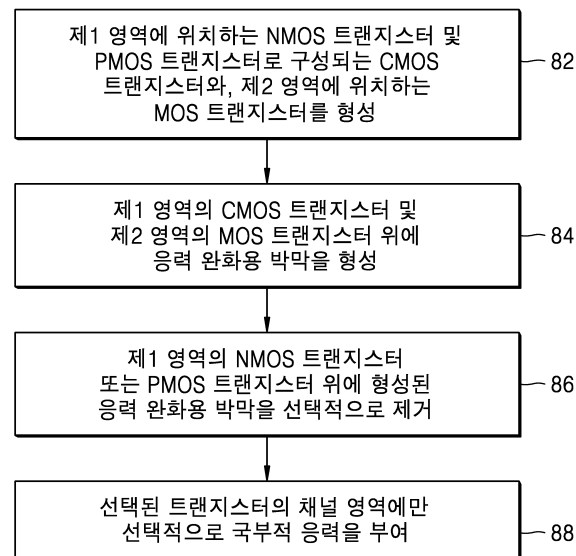 제1 영역에 위치하는 NMOS 트랜지스터 및
PMOS 트랜지스터로 구성되는 CMOS
트랜지스터와, 제2 영역에 위치하는
MOS 트랜지스터를 형성
82
제1 영역의 CMOS 트랜지스터 및
제2 영역의 MOS 트랜지스터 위에
응력 완화용 박막을 형성
84
제1 영역의 NMOS 트랜지스터
또는 PMOS 트랜지스터 위에 형성된
응력 완화용 박막을 선택적으로 제거
86
선택된 트랜지스터의 채널 영역에만
선택적으로 국부적 응력을 부여
88